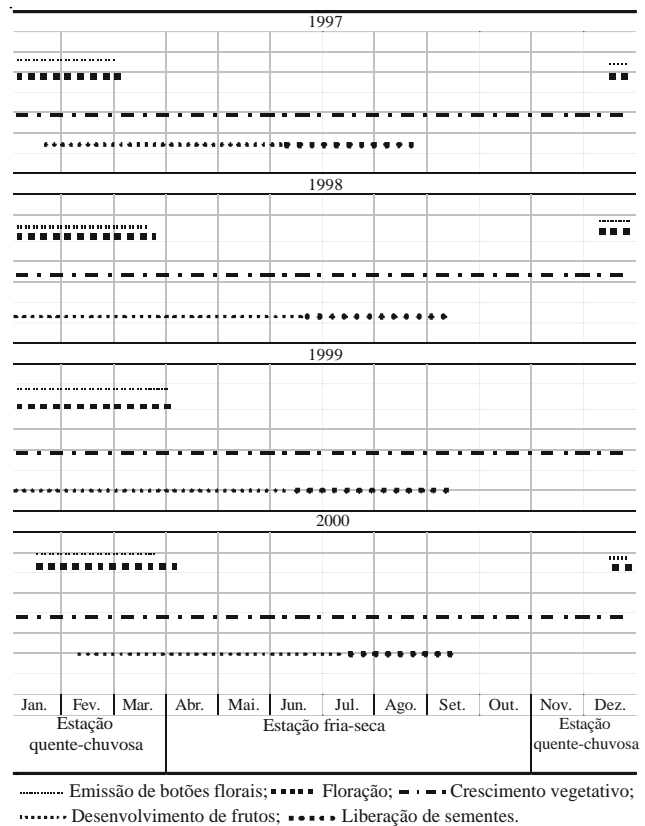 1997
1998
1999
2000
Jan. Fev. Mar. Abr. Mai. Jun. Jul. Ago. Set. Out. Nov. Dez.
Estação
quente-chuvosa
Estação fria-seca
Estação
quente-chuvosa
Emissão de botões florais; Floração; Crescimento vegetativo;
Desenvolvimento de frutos; Liberação de sementes.